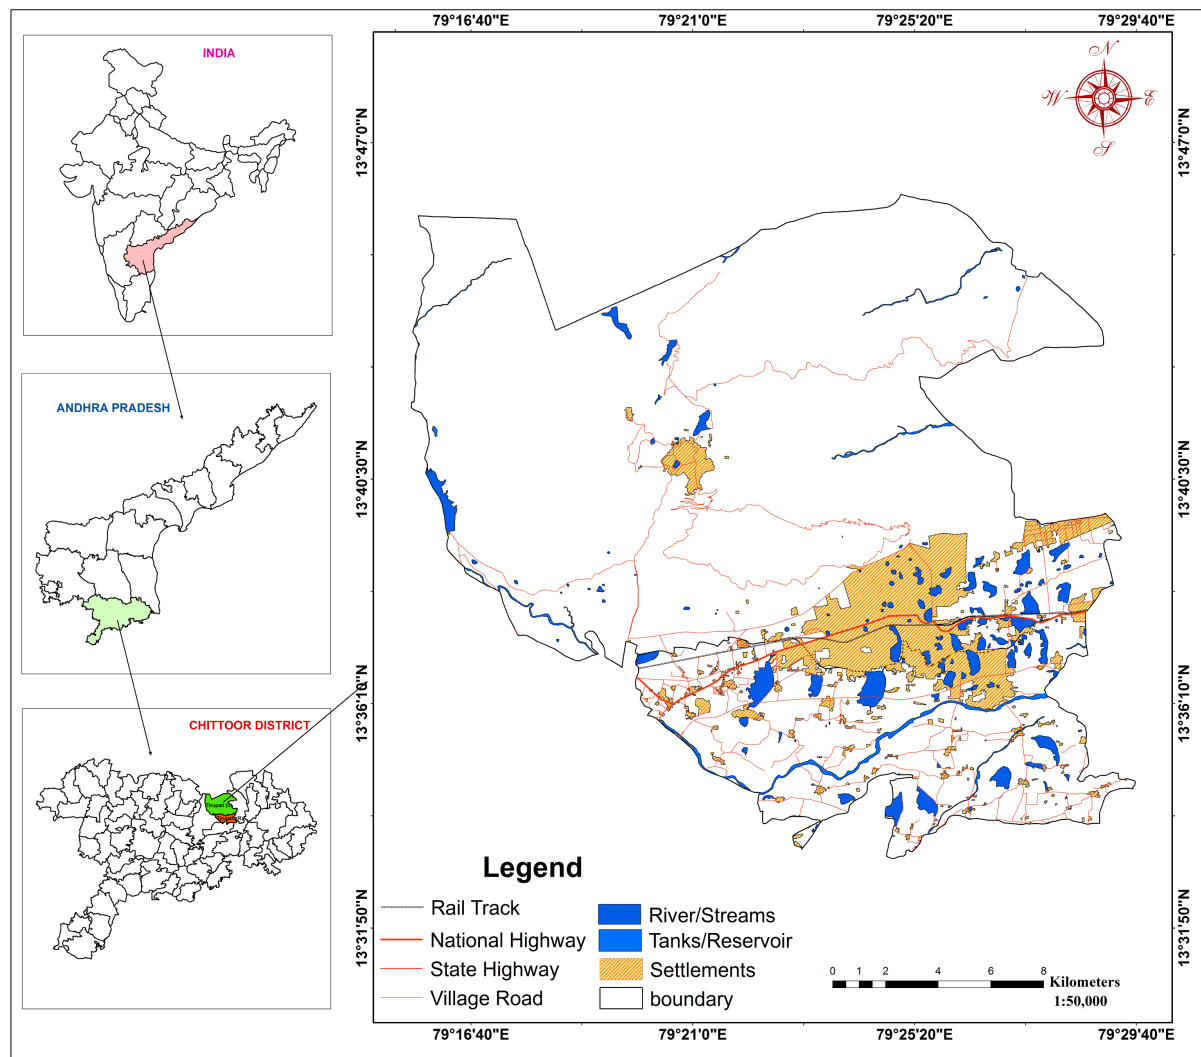 79°16'40"E 79°21'0"E 79°25'20"E 79°29'40"E
INDIA
N
W E
S
13°47'0"N 13°47'0"N
ANDHRA PRADESH
13°40'30"N 13°40'30"N
13°36'10"N 13°36'10"N
CHITTOOR DISTRICT
Legend
Rail Track
National Highway
State Highway
Village Road
River/Streams
Tanks/Reservoir
Settlements
boundary
13°31'50"N 13°31'50"N
0 1 2 4 6 8
Kilometers
1:50,000
79°16'40"E 79°21'0"E 79°25'20"E 79°29'40"E